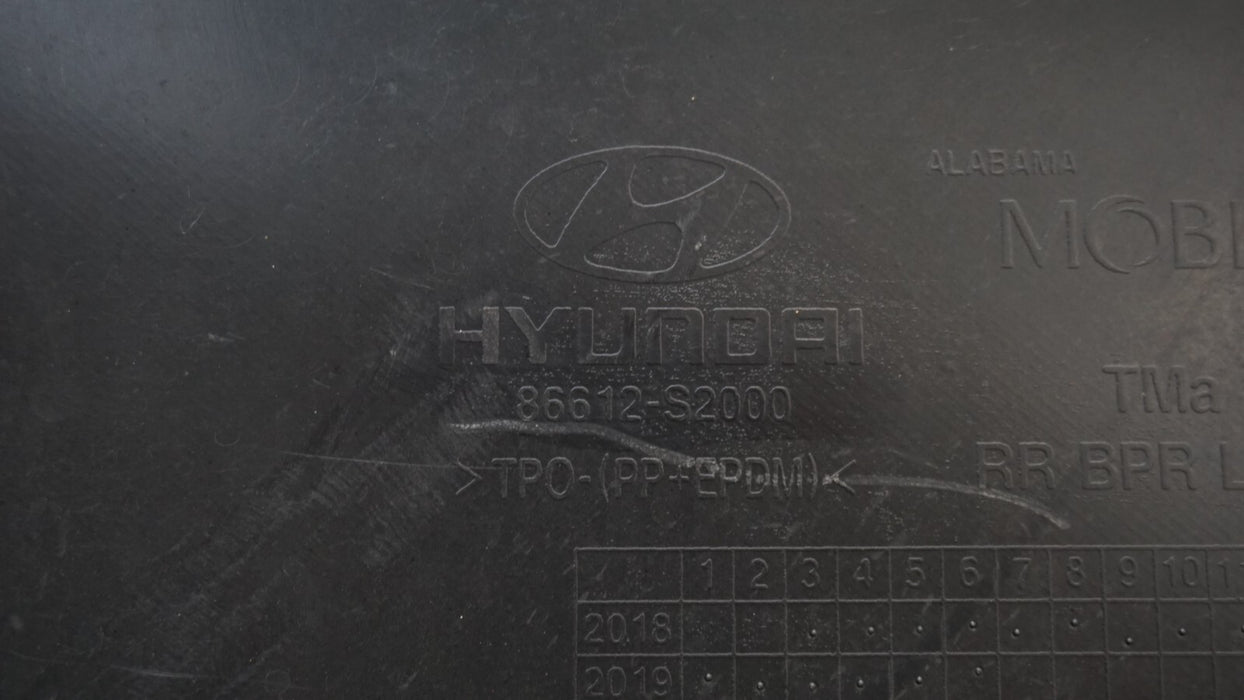 ALABAMA
MOBI
HYUNDAI
86612-S2000
TMa
>TPO-(PP+EPDM)<
RR BPR L
1 2 3 4 5 6 7 8 9 10 11
2018
2019